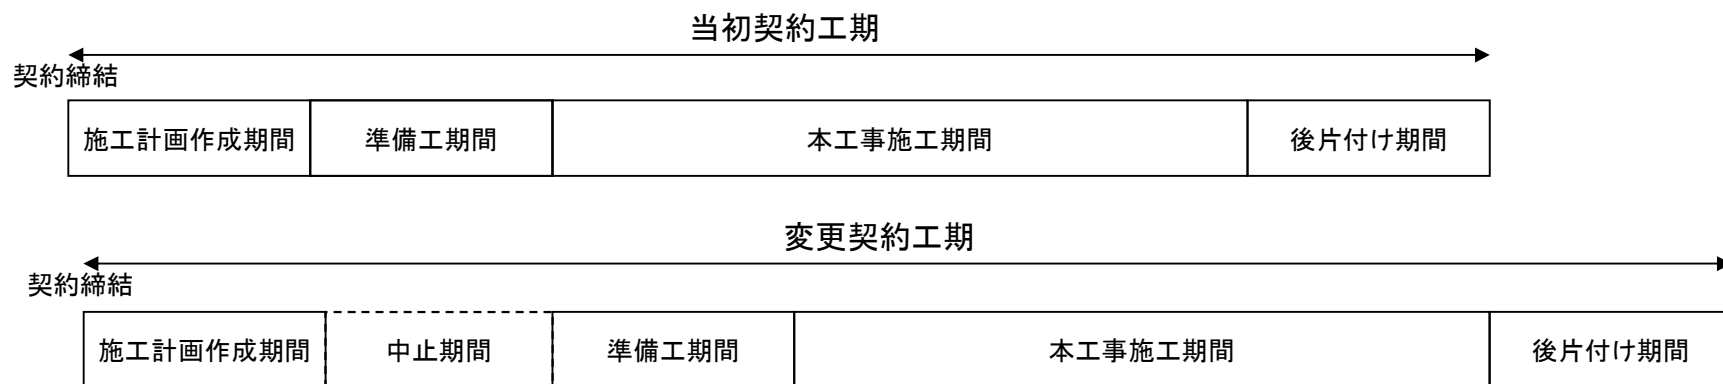 当初契約工期
契約締結
施工計画作成期間 準備工期間 本工事施工期間 後片付け期間
変更契約工期
契約締結
施工計画作成期間 中止期間 準備工期間 本工事施工期間 後片付け期間